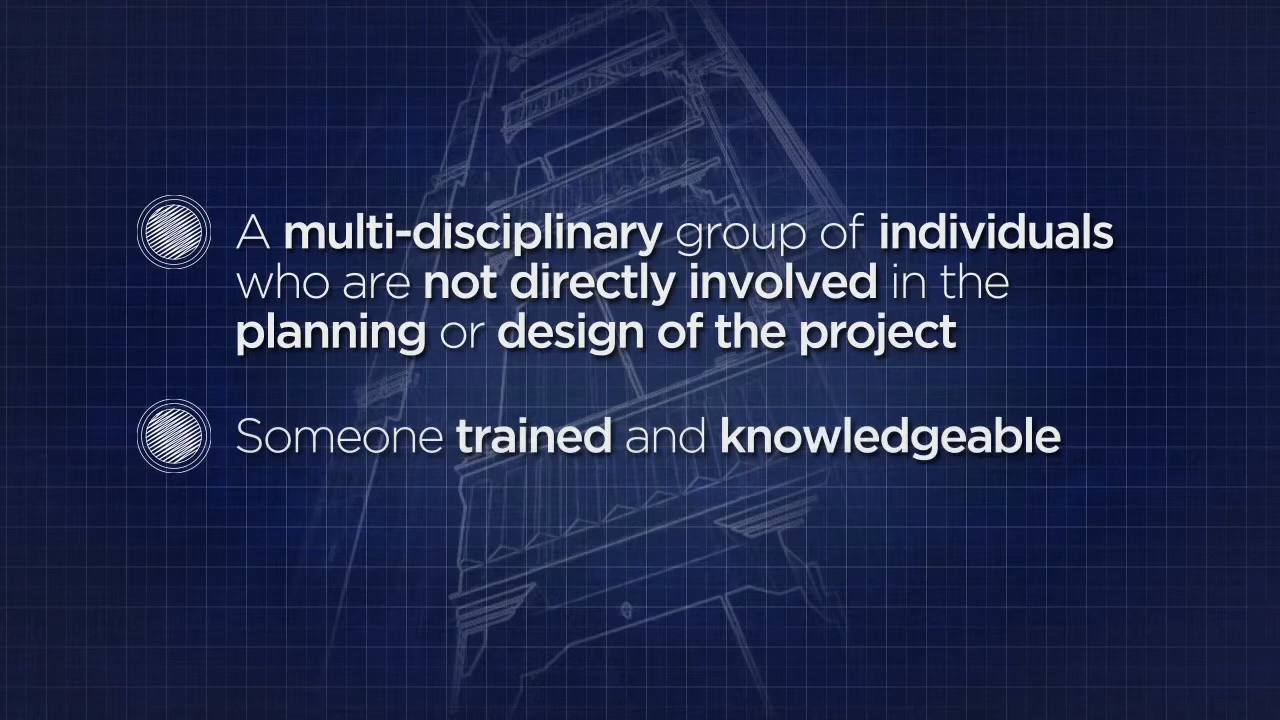 A multi-disciplinary group of individuals
who are not directly involved in the
planning or design of the project
Someone trained and knowledgeable